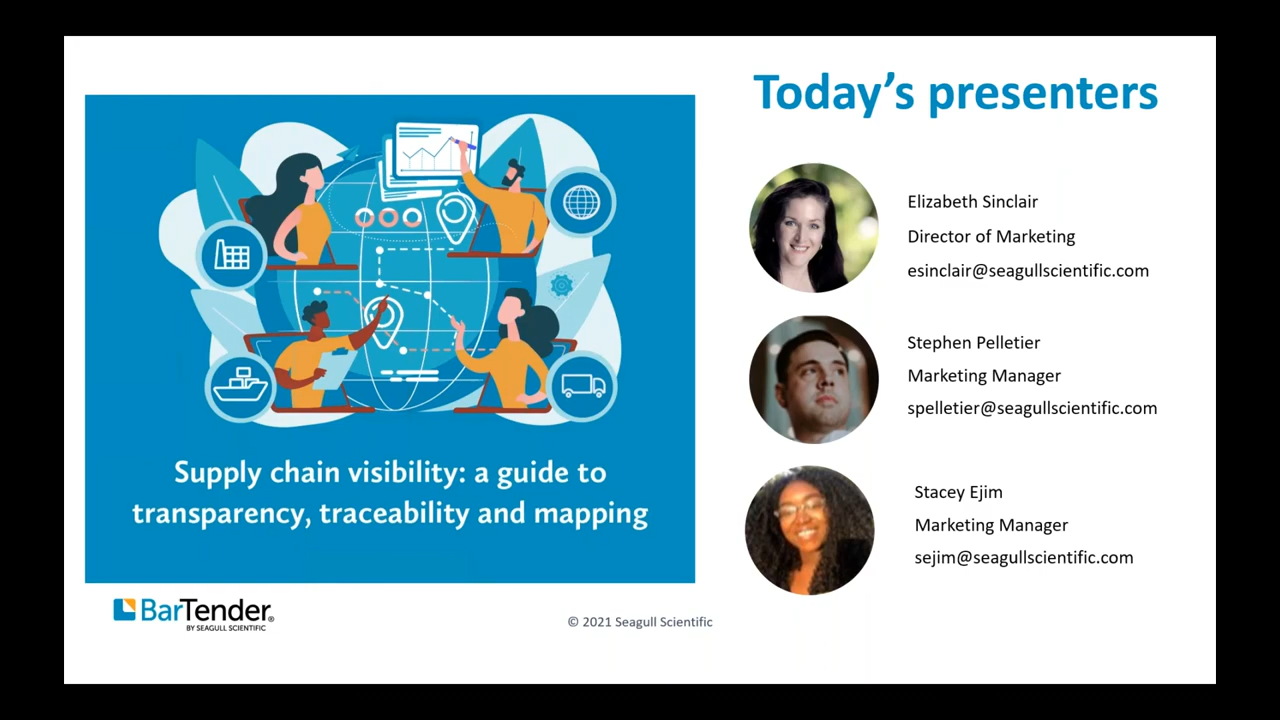 Today's presenters
Elizabeth Sinclair
Director of Marketing
esinclair@seagullscientific.com
Stephen Pelletier
Marketing Manager
spelletier@seagullscientific.com
Stacey Ejim
Marketing Manager
sejim@seagullscientific.com
Supply chain visibility: a guide to
transparency, traceability and mapping
BarTender®
BY SEAGULL SCIENTIFIC
© 2021 Seagull Scientific